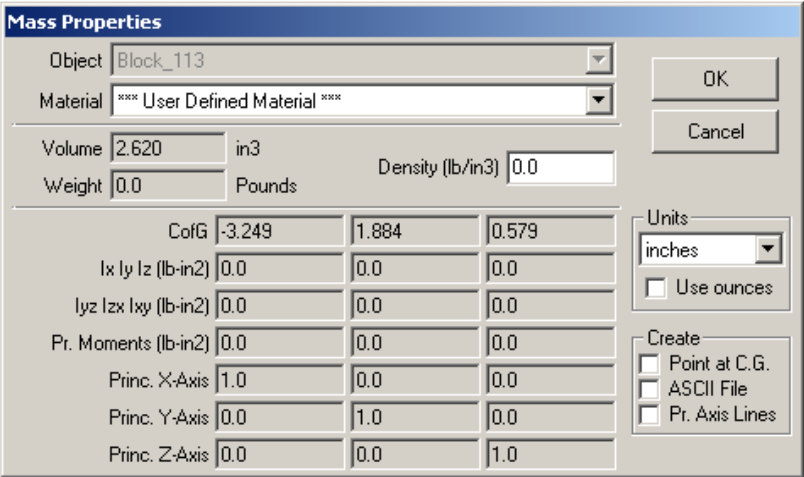 Mass Properties
Object Block_113
Material *** User Defined Material ***
OK
Cancel
Volume 2.620 in3
Weight 0.0 Pounds
Density (lb/in3) 0.0
CofG -3.249 1.884 0.579
Ix Iy Iz (lb-in2) 0.0 0.0 0.0
Iyz Izx Ixy (lb-in2) 0.0 0.0 0.0
Pr. Moments (lb-in2) 0.0 0.0 0.0
Princ. X-Axis 1.0 0.0 0.0
Princ. Y-Axis 0.0 1.0 0.0
Princ. Z-Axis 0.0 0.0 1.0
Units
inches
Use ounces
Create
Point at C.G.
ASCII File
Pr. Axis Lines